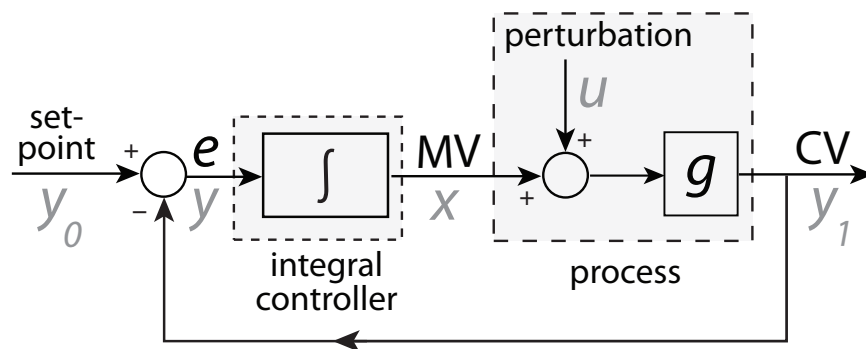 perturbation
u
set-
point
y0
+
−
e
y
∫
MV
x
+
+
g
CV
y1
integral
controller
process